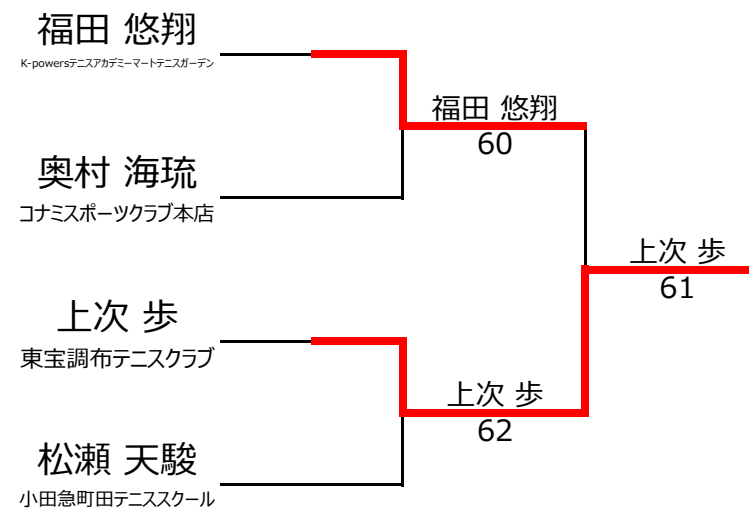 福田 悠翔
K-powersテニスアカデミーマートテニスガーデン
福田 悠翔
60
奥村 海琉
コナミスポーツクラブ本店
上次 歩
61
上次 歩
東宝調布テニスクラブ
上次 歩
62
松瀬 天駿
小田急町田テニススクール